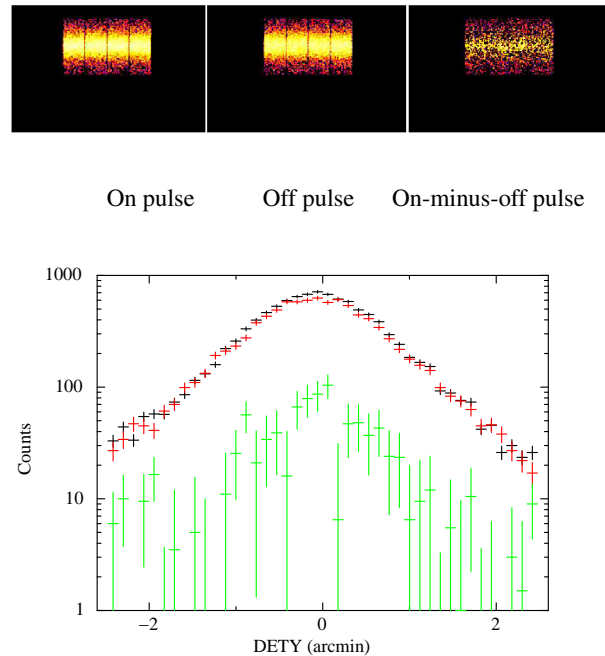 On pulse Off pulse On-minus-off pulse
1000
100
10
1
Counts
−2 0 2
DETY (arcmin)